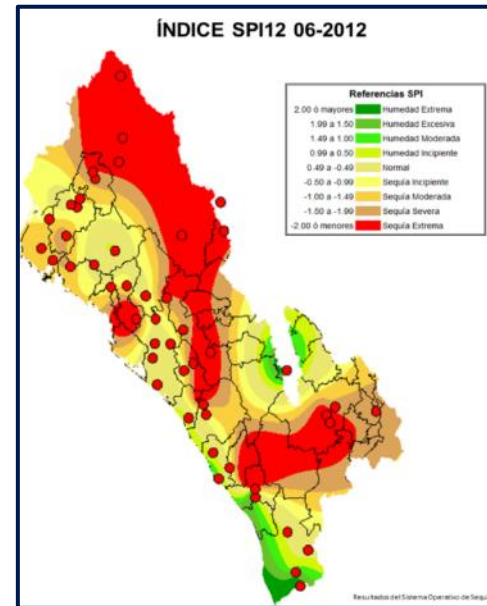 ÍNDICE SPI12 06-2012
Referencias SPI
2.00 ó mayores Humedad Extrema
1.99 a 1.50 Humedad Excesiva
1.49 a 1.00 Humedad Moderada
0.99 a 0.50 Humedad Incipiente
0.49 a -0.49 Normal
-0.50 a -0.99 Sequía Incipiente
-1.00 a -1.49 Sequía Moderada
-1.50 a -1.99 Sequía Severa
-2.00 ó menores Sequía Extrema
Resultados del Sistema Operativo de Sequí